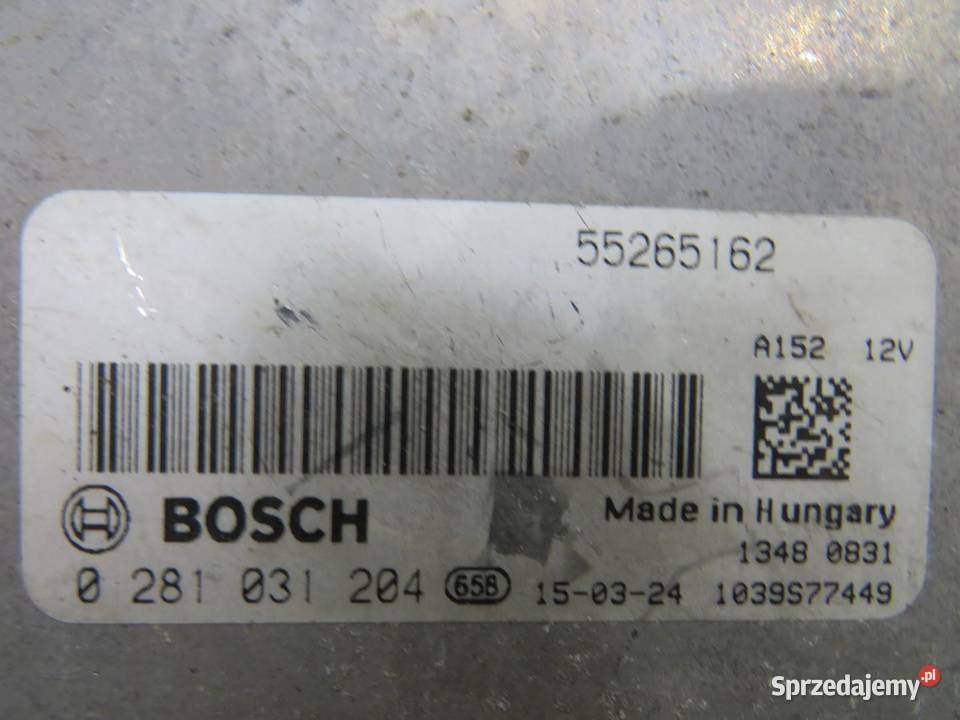 55265162
A152 12V
BOSCH
Made in Hungary
1348 0831
0 281 031 204 65B 15-03-24 1039S77449
Sprzedajemy.pl